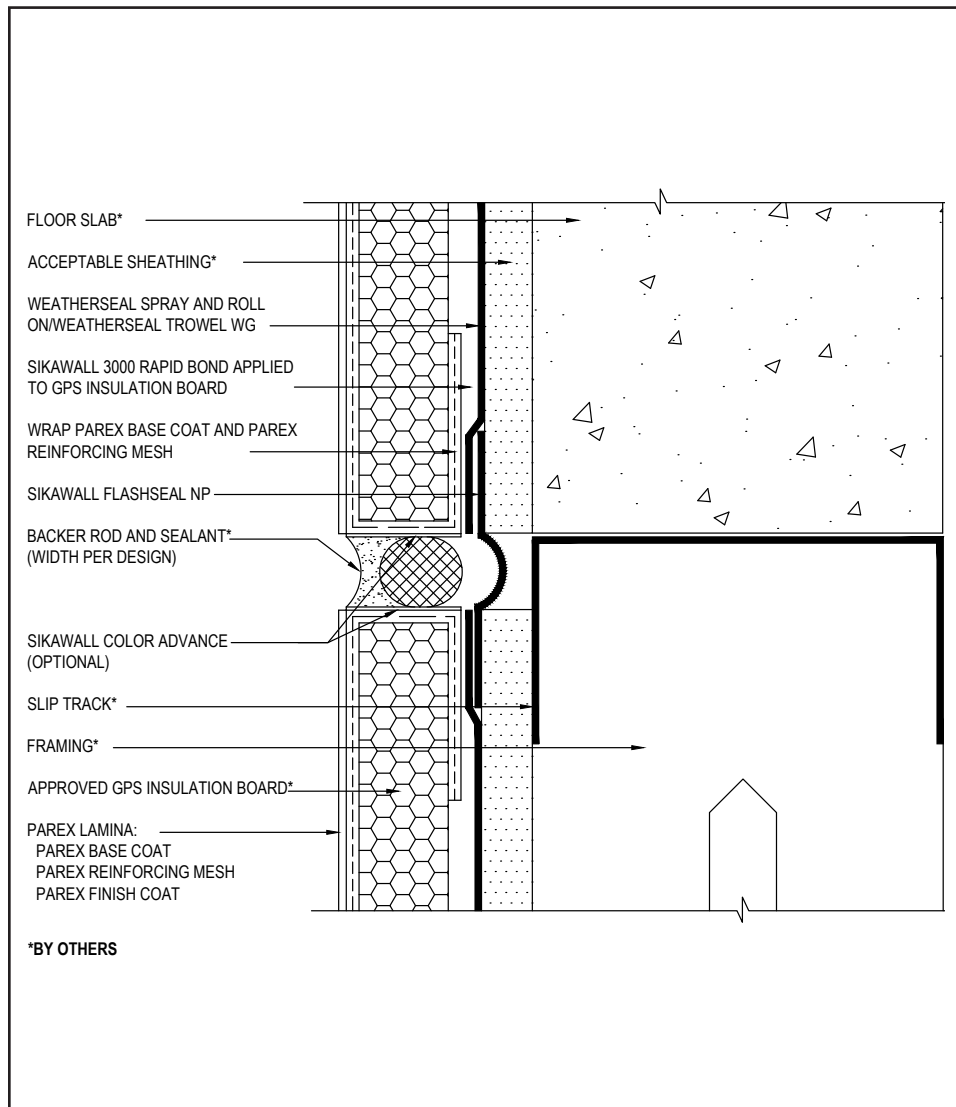 FLOOR SLAB*
ACCEPTABLE SHEATHING*
WEATHERSEAL SPRAY AND ROLL
ON/WEATHERSEAL TROWEL WG
SIKAWALL 3000 RAPID BOND APPLIED
TO GPS INSULATION BOARD
WRAP PAREX BASE COAT AND PAREX
REINFORCING MESH
SIKAWALL FLASHSEAL NP
BACKER ROD AND SEALANT*
(WIDTH PER DESIGN)
SIKAWALL COLOR ADVANCE
(OPTIONAL)
SLIP TRACK*
FRAMING*
APPROVED GPS INSULATION BOARD*
PAREX LAMINA:
PAREX BASE COAT
PAREX REINFORCING MESH
PAREX FINISH COAT
*BY OTHERS